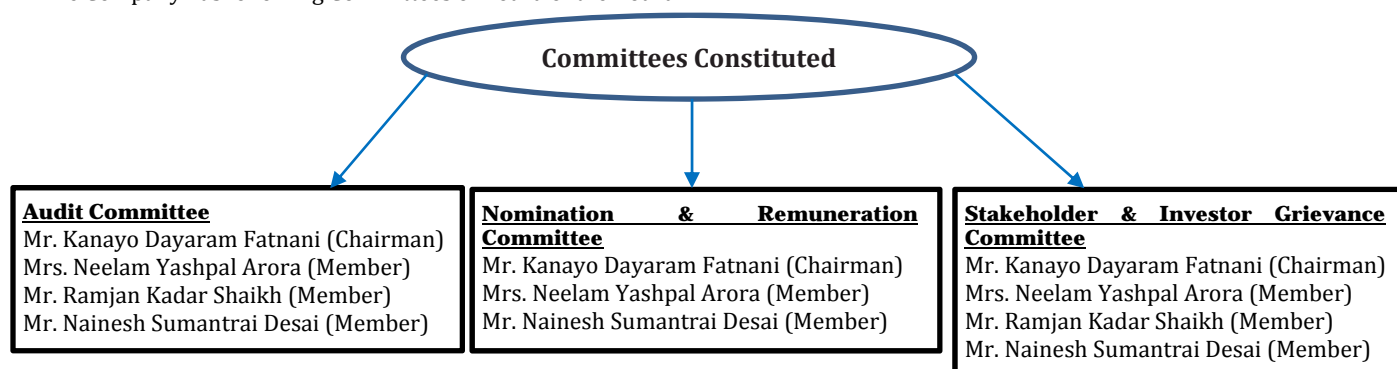 Committees Constituted
Audit Committee
Mr. Kanayo Dayaram Fatnani (Chairman)
Mrs. Neelam Yashpal Arora (Member)
Mr. Ramjan Kadar Shaikh (Member)
Mr. Nainesh Sumantrai Desai (Member)
Nomination & Remuneration
Committee
Mr. Kanayo Dayaram Fatnani (Chairman)
Mrs. Neelam Yashpal Arora (Member)
Mr. Nainesh Sumantrai Desai (Member)
Stakeholder & Investor Grievance
Committee
Mr. Kanayo Dayaram Fatnani (Chairman)
Mrs. Neelam Yashpal Arora (Member)
Mr. Ramjan Kadar Shaikh (Member)
Mr. Nainesh Sumantrai Desai (Member)